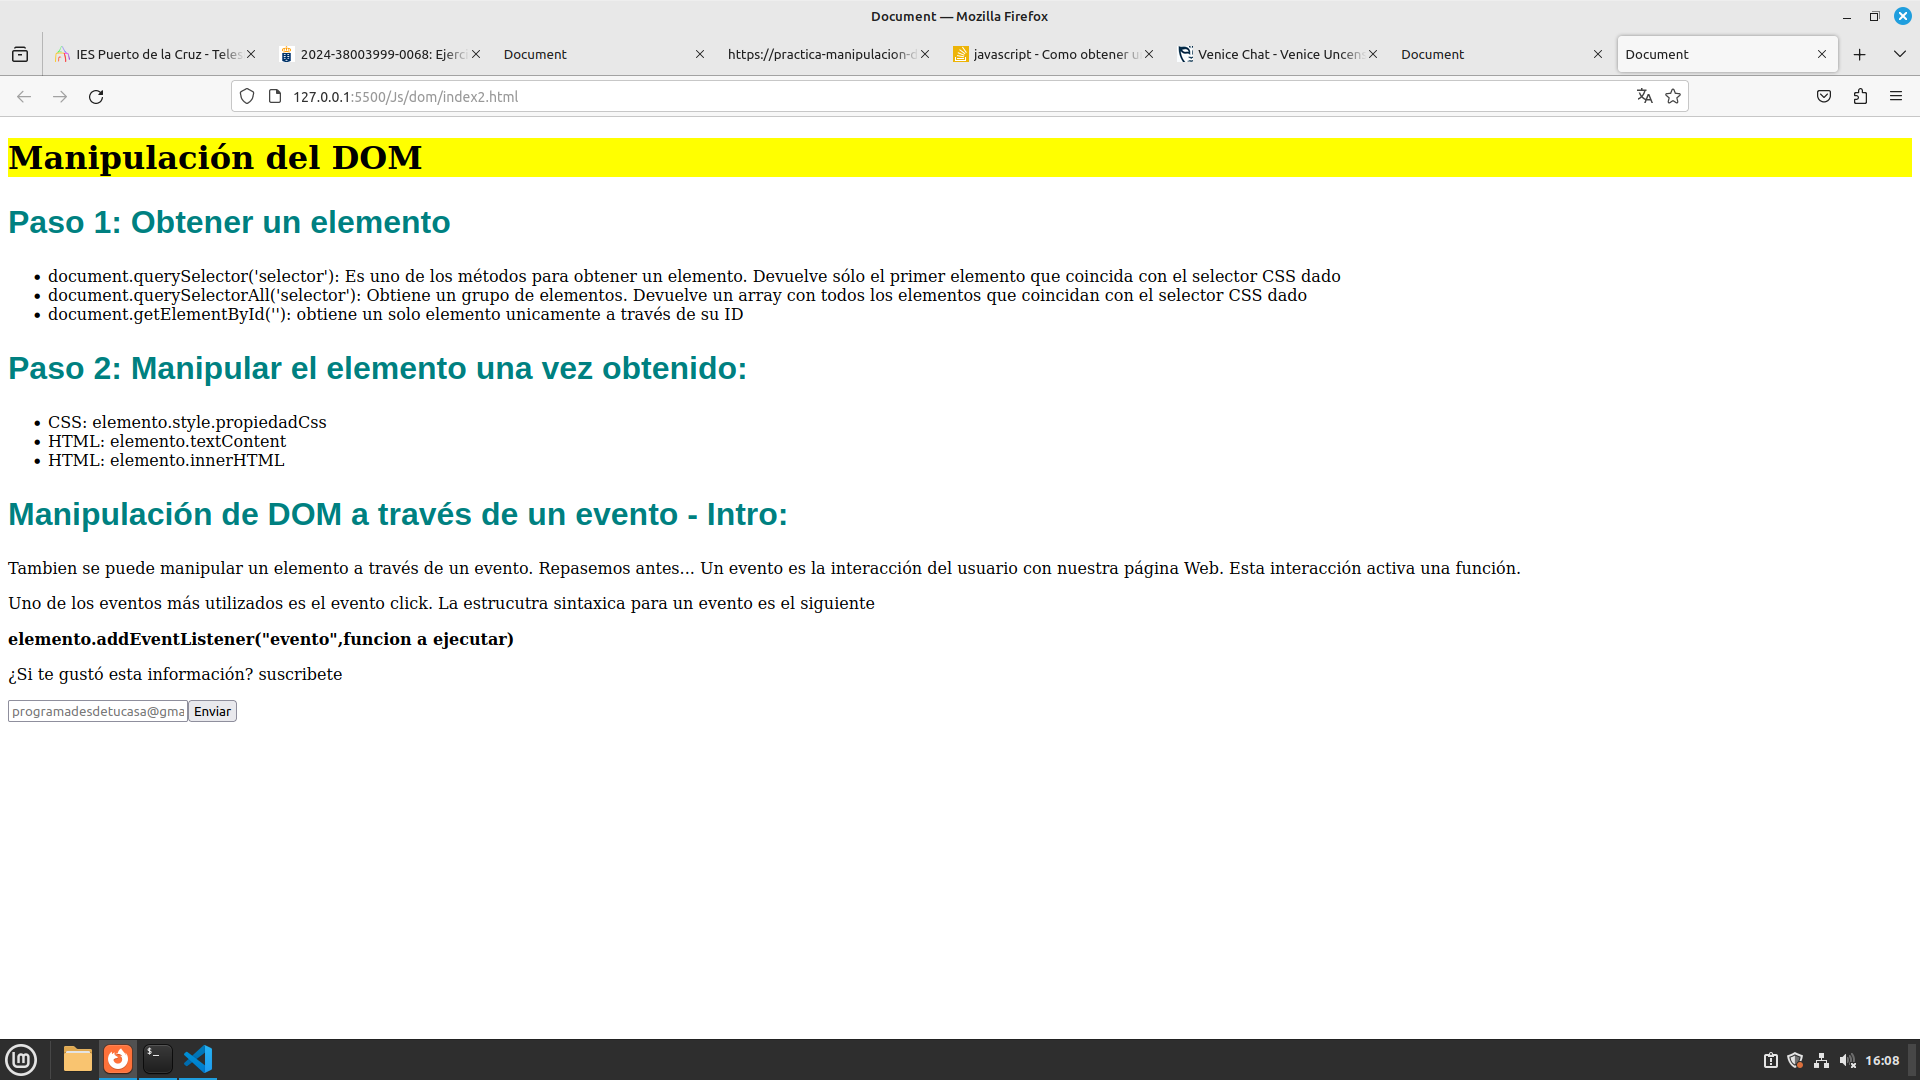 Document — Mozilla Firefox
IES Puerto de la Cruz - Teles
2024-38003999-0068: Ejerci
Document
https://practica-manipulacion-d
javascript - Como obtener u
Venice Chat - Venice Uncens
Document
Document
127.0.0.1:5500/Js/dom/index2.html
Manipulación del DOM
Paso 1: Obtener un elemento
• document.querySelector('selector'): Es uno de los métodos para obtener un elemento. Devuelve sólo el primer elemento que coincida con el selector CSS dado
• document.querySelectorAll('selector'): Obtiene un grupo de elementos. Devuelve un array con todos los elementos que coincidan con el selector CSS dado
• document.getElementById(''): obtiene un solo elemento unicamente a través de su ID
Paso 2: Manipular el elemento una vez obtenido:
• CSS: elemento.style.propiedadCss
• HTML: elemento.textContent
• HTML: elemento.innerHTML
Manipulación de DOM a través de un evento - Intro:
Tambien se puede manipular un elemento a través de un evento. Repasemos antes... Un evento es la interacción del usuario con nuestra página Web. Esta interacción activa una función.
Uno de los eventos más utilizados es el evento click. La estrucutra sintaxica para un evento es el siguiente
elemento.addEventListener("evento",funcion a ejecutar)
¿Si te gustó esta información? suscribete
programadesdetucasa@gma
Enviar
16:08